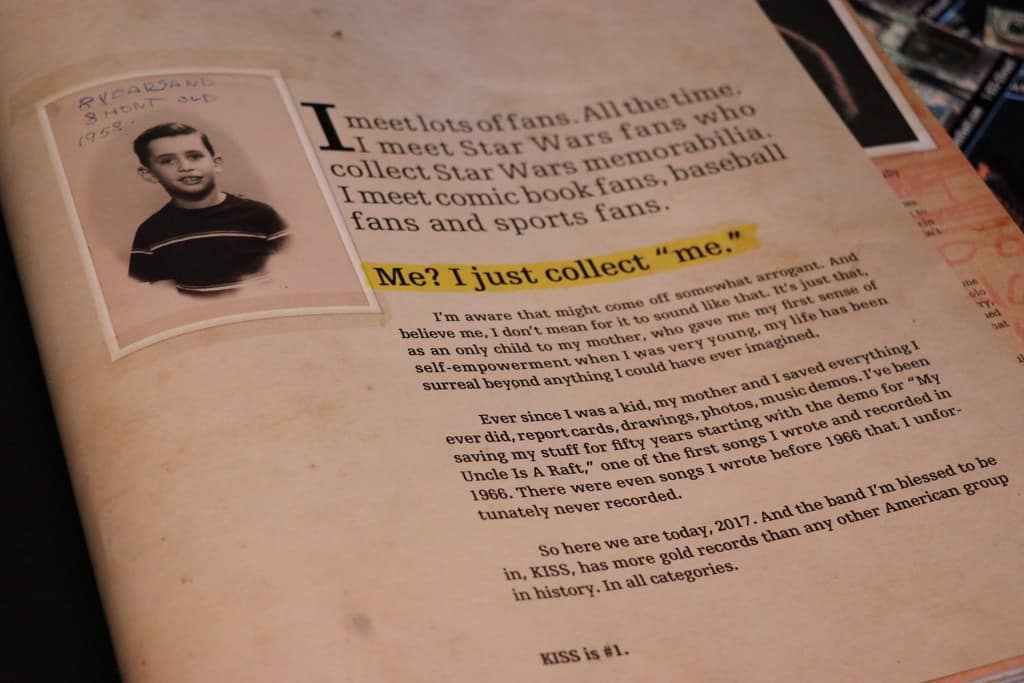 8 YEARS AND
8 MONT OLD
1958.
I meet lots of fans. All the time,
I meet Star Wars fans who
collect Star Wars memorabilia.
I meet comic book fans, baseball
fans and sports fans.
Me? I just collect “me.”
I'm aware that might come off somewhat arrogant. And
believe me, I don't mean for it to sound like that. It's just that,
as an only child to my mother, who gave me my first sense of
self-empowerment when I was very young, my life has been
surreal beyond anything I could have ever imagined.
Ever since I was a kid, my mother and I saved everything I
ever did, report cards, drawings, photos, music demos. I've been
saving my stuff for fifty years starting with the demo for “My
Uncle Is A Raft,” one of the first songs I wrote and recorded in
1966. There were even songs I wrote before 1966 that I unfor-
tunately never recorded.
So here we are today, 2017. And the band I'm blessed to be
in, KISS, has more gold records than any other American group
in history. In all categories.
KISS is #1.